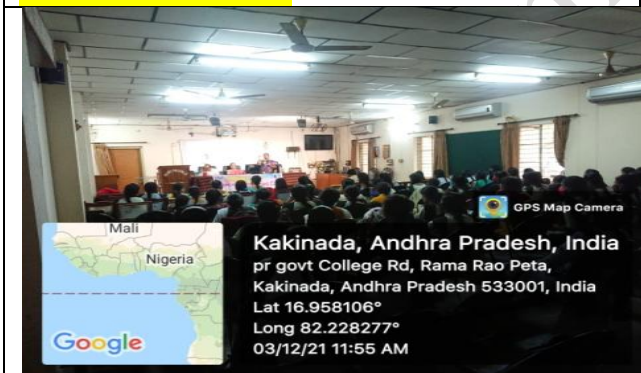 GPS Map Camera
Mali
Nigeria
Google
Kakinada, Andhra Pradesh, India
pr govt College Rd, Rama Rao Peta,
Kakinada, Andhra Pradesh 533001, India
Lat 16.958106°
Long 82.228277°
03/12/21 11:55 AM